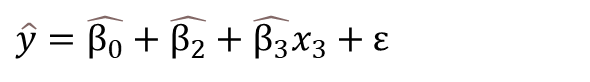 ŷ = β̂₀ + β̂₂ + β̂₃x₃ + ε